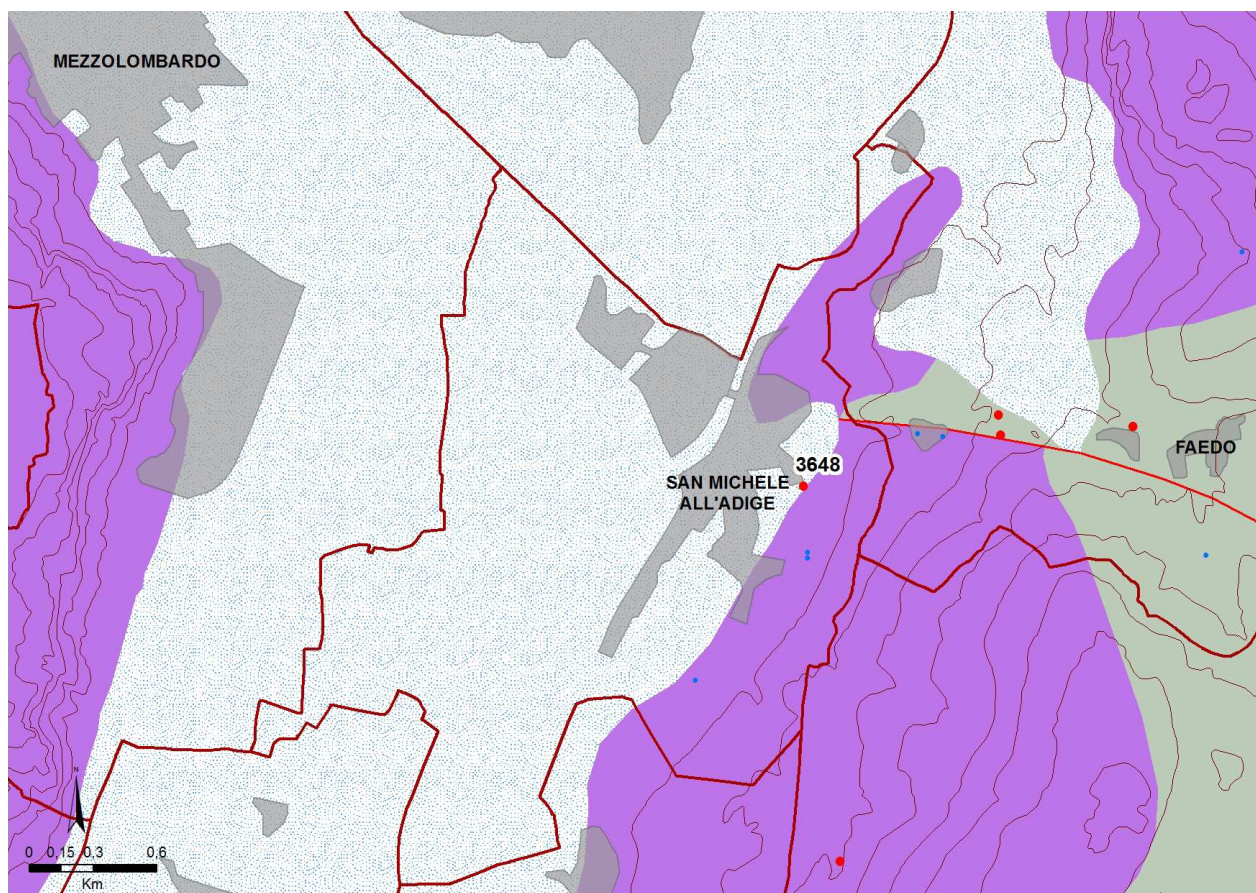 MEZZOLOMBARDO
FAEDO
3648
SAN MICHELE
ALL'ADIGE
N
0 0,15 0,3 0,6
Km